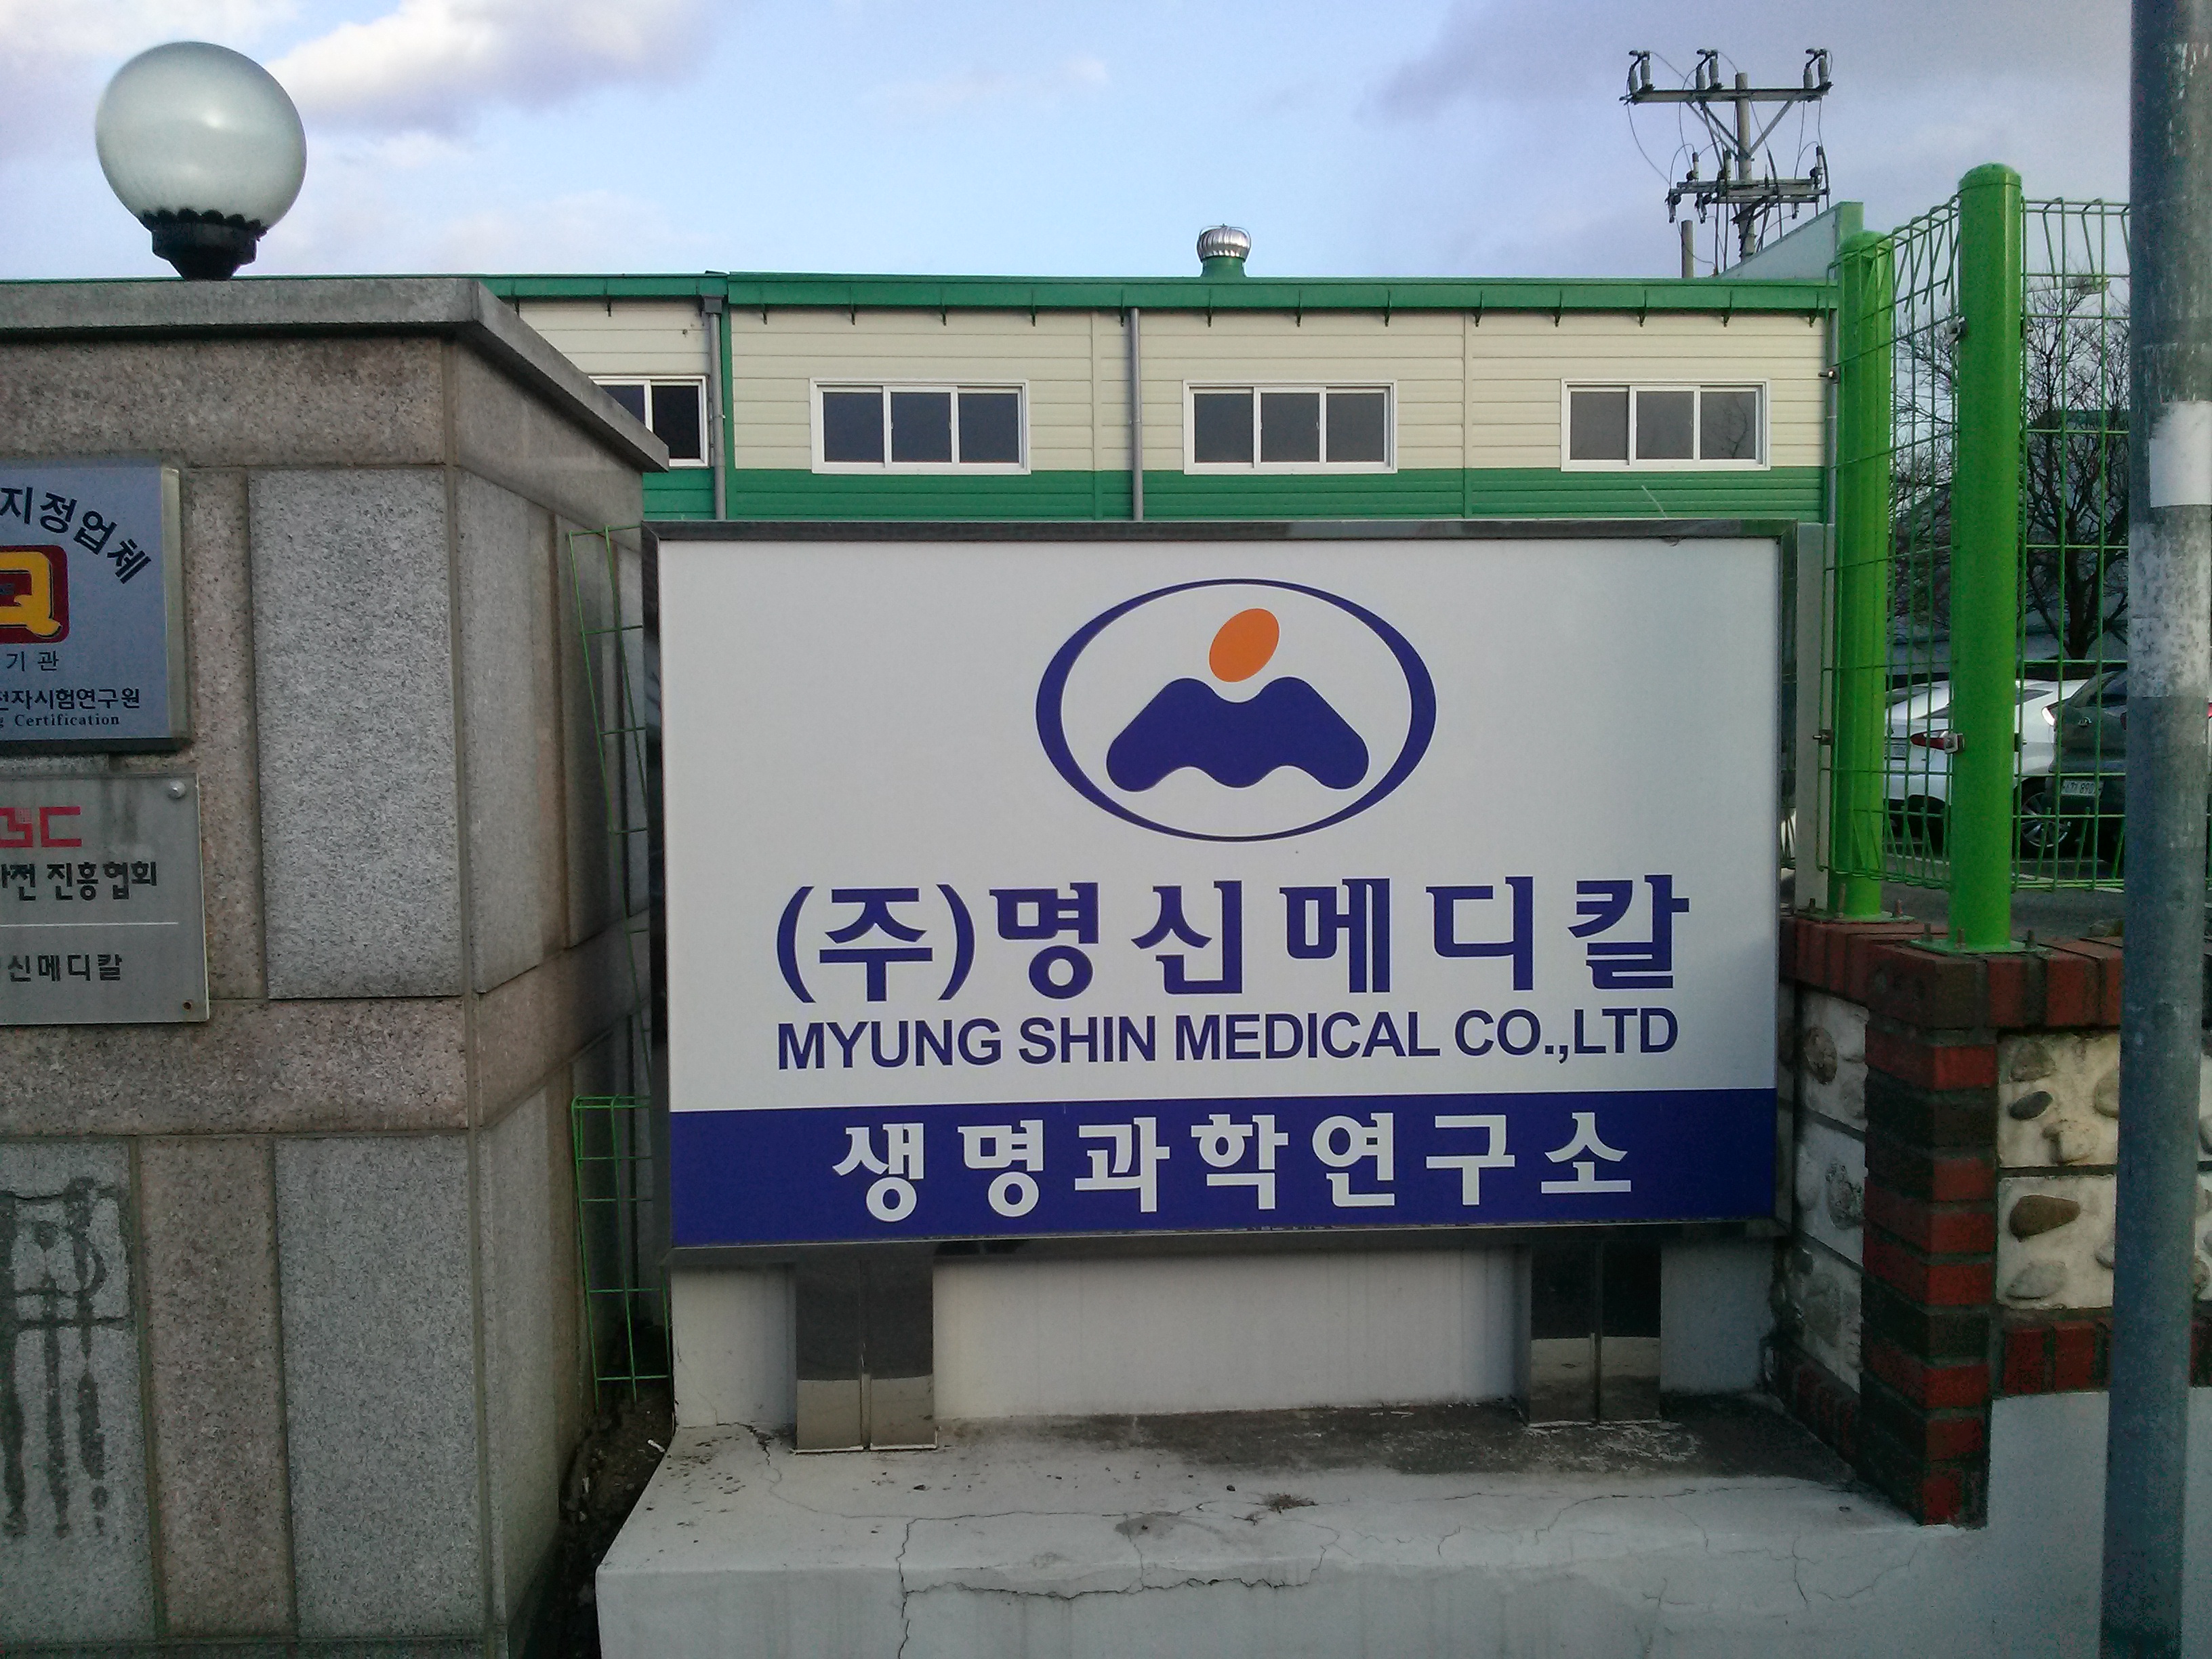 지정업체
Q
기관
전자시험연구원
Certification
진흥협회
신메디칼
(주)명신메디칼
MYUNG SHIN MEDICAL CO.,LTD
생명과학연구소